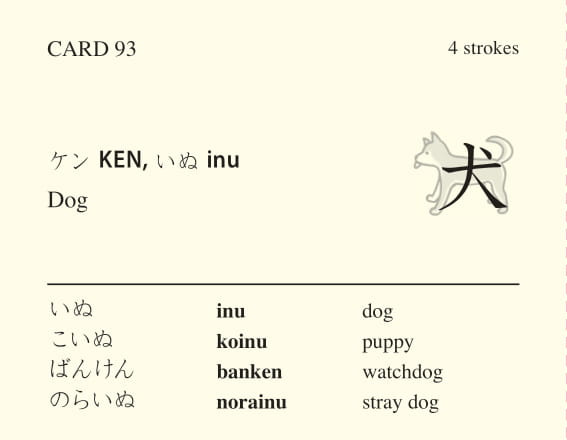 CARD 93 4 strokes
ケン KEN, いぬ inu
犬
Dog
いぬ inu dog
こいぬ koinu puppy
ばんけん banken watchdog
のらいぬ norainu stray dog